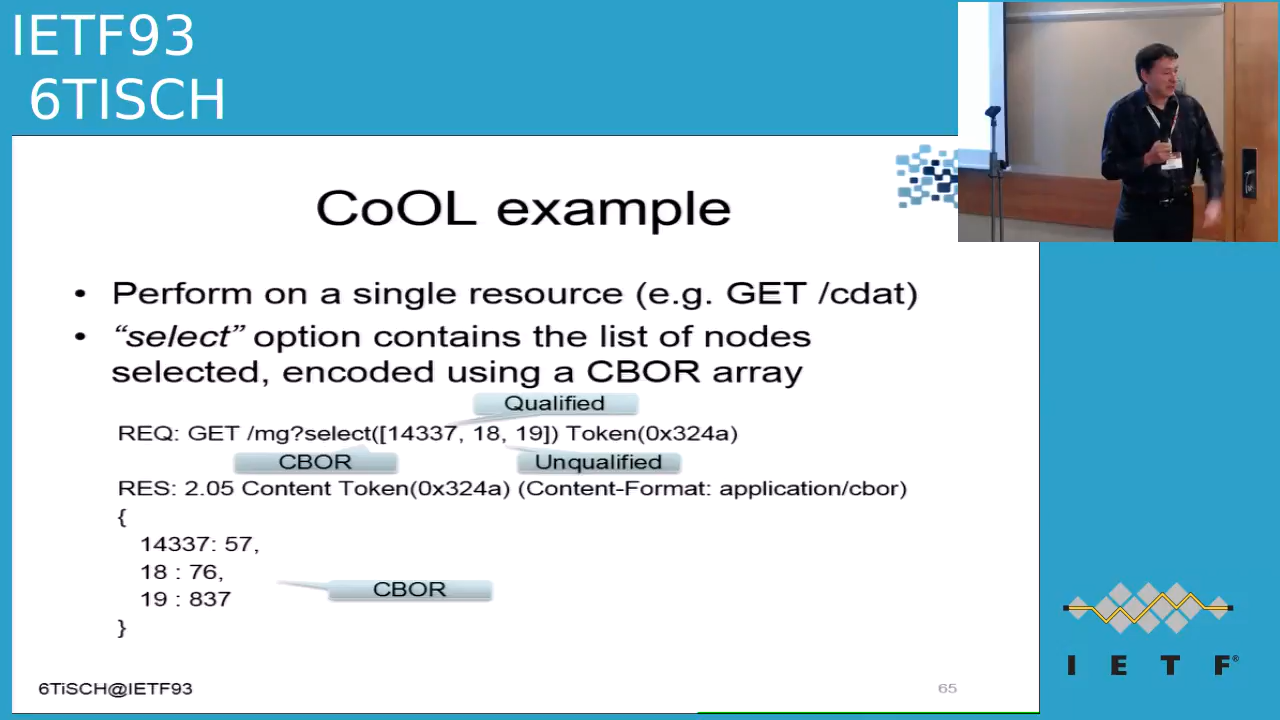 IETF93
6TISCH
CoOL example
• Perform on a single resource (e.g. GET /cdat)
• “select” option contains the list of nodes
selected, encoded using a CBOR array
Qualified
REQ: GET /mg?select([14337, 18, 19]) Token(0x324a)
CBOR
Unqualified
RES: 2.05 Content Token(0x324a) (Content-Format: application/cbor)
{
14337: 57,
18 : 76,
19 : 837
CBOR
}
6TiSCH@IETF93
65
I E T F®